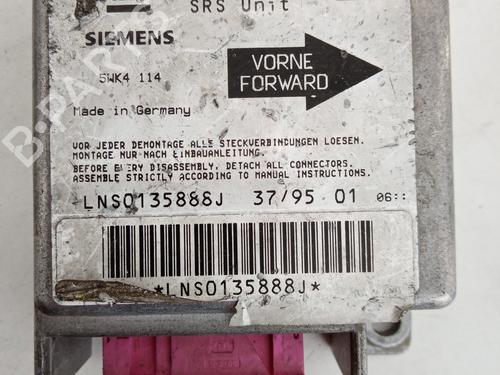 SRS Unit
SIEMENS
5WK4 114
VORNE
FORWARD
Made in Germany
VOR JEDER DEMONTAGE ALLE STECKVERBINDUNGEN LOESEN.
MONTAGE NUR NACH EINBAUANLEITUNG.
BEFORE EVERY DISASSEMBLY, DETACH ALL CONNECTORS.
ASSEMBLE STRICTLY ACCORDING TO MANUAL INSTRUCTIONS.
LNS0135888J 37/95 01 06::
*LNS0135888J*
B-PARTS